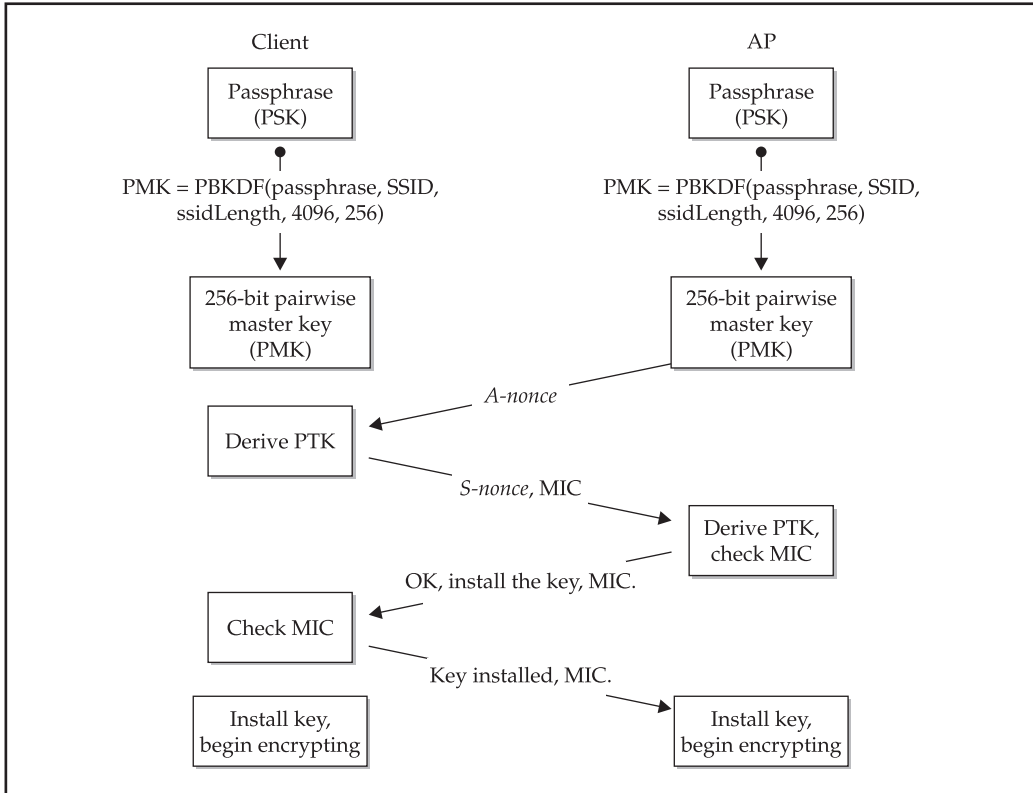 Client
AP
Passphrase
(PSK)
Passphrase
(PSK)
PMK = PBKDF(passphrase, SSID,
ssidLength, 4096, 256)
PMK = PBKDF(passphrase, SSID,
ssidLength, 4096, 256)
256-bit pairwise
master key
(PMK)
256-bit pairwise
master key
(PMK)
A-nonce
Derive PTK
S-nonce, MIC
Derive PTK,
check MIC
OK, install the key, MIC.
Check MIC
Key installed, MIC.
Install key,
begin encrypting
Install key,
begin encrypting